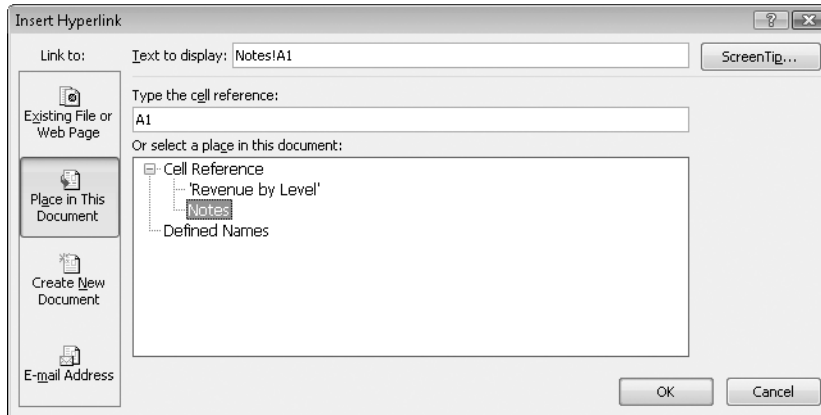 Insert Hyperlink
Link to:
Text to display: Notes!A1
ScreenTip...
Existing File or
Web Page
Place in This
Document
Create New
Document
E-mail Address
Type the cell reference:
A1
Or select a place in this document:
Cell Reference
'Revenue by Level'
Notes
Defined Names
OK
Cancel